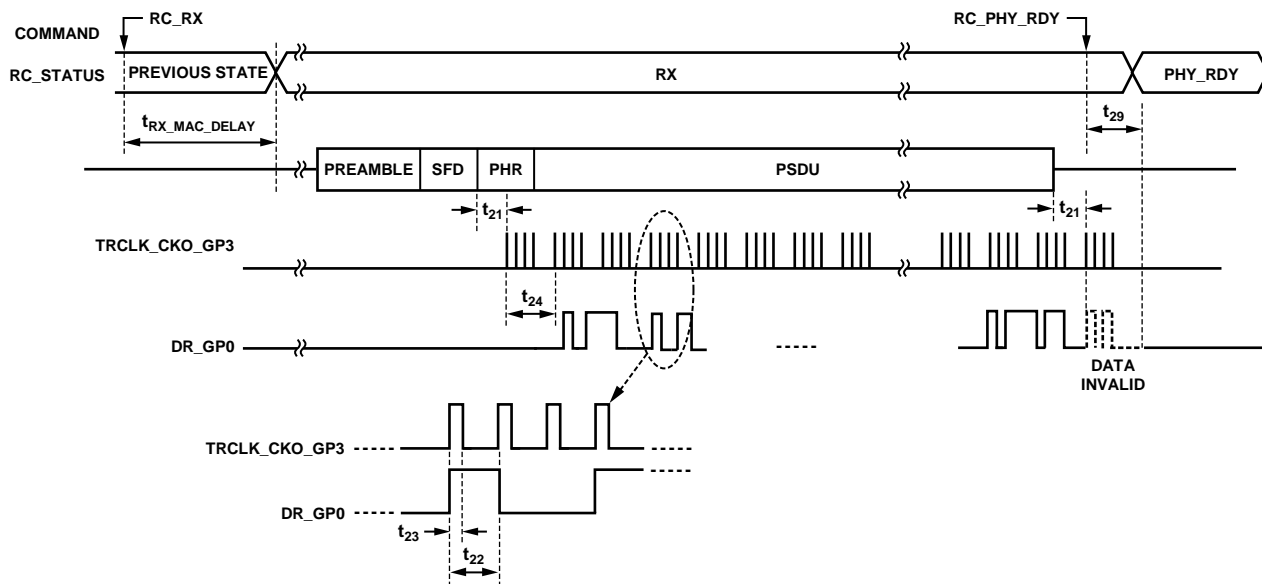 RC_RX
RC_PHY_RDY
COMMAND
RC_STATUS
PREVIOUS STATE
RX
PHY_RDY
tRX_MAC_DELAY
t29
PREAMBLE
SFD
PHR
PSDU
t21
t21
TRCLK_CKO_GP3
t24
DR_GP0
DATA
INVALID
TRCLK_CKO_GP3
DR_GP0
t23
t22